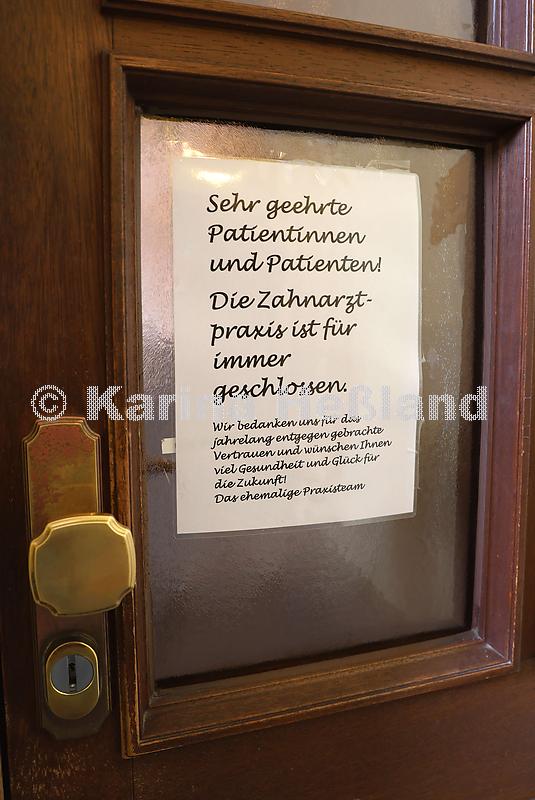 Sehr geehrte
Patientinnen
und Patienten!
Die Zahnarzt-
praxis ist für
immer
geschlossen.
© Karina Heßland
Wir bedanken uns für das
jahrelang entgegen gebrachte
Vertrauen und wünschen Ihnen
viel Gesundheit und Glück für
die Zukunft!
Das ehemalige Praxisteam